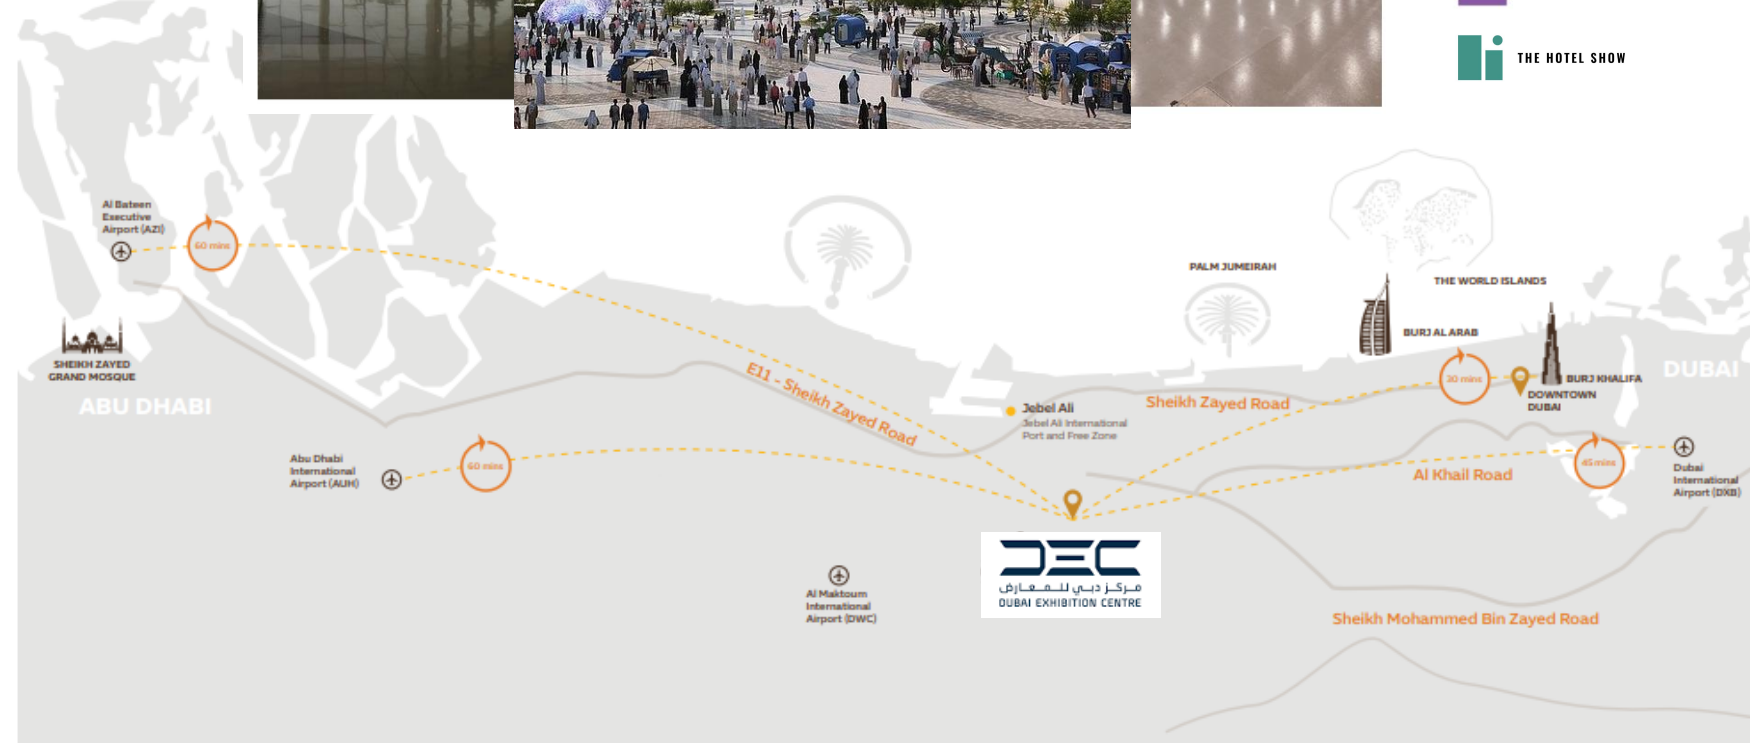 THE HOTEL SHOW
Al Bateen
Executive
Airport (AZI)
60 mins
PALM JUMEIRAH
THE WORLD ISLANDS
BURJ AL ARAB
SHEIKH ZAYED
GRAND MOSQUE
ABU DHABI
E11 - Sheikh Zayed Road
Jebel Ali
Jebel Ali International
Port and Free Zone
Sheikh Zayed Road
30 mins
BURJ KHALIFA
DOWNTOWN
DUBAI
DUBAI
Abu Dhabi
International
Airport (AUH)
60 mins
Al Khail Road
45 mins
Dubai
International
Airport (DXB)
DEC
مركز دبي للمعارض
DUBAI EXHIBITION CENTRE
Al Maktoum
International
Airport (DWC)
Sheikh Mohammed Bin Zayed Road